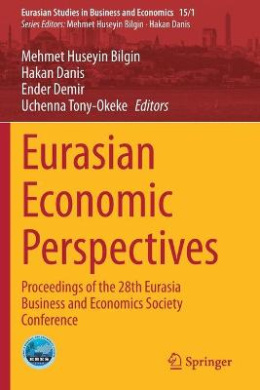 Eurasian Studies in Business and Economics 15/1
Series Editors: Mehmet Huseyin Bilgin · Hakan Danis
Mehmet Huseyin Bilgin
Hakan Danis
Ender Demir
Uchenna Tony-Okeke Editors
Eurasian
Economic
Perspectives
Proceedings of the 28th Eurasia
Business and Economics Society
Conference
EBES
Springer